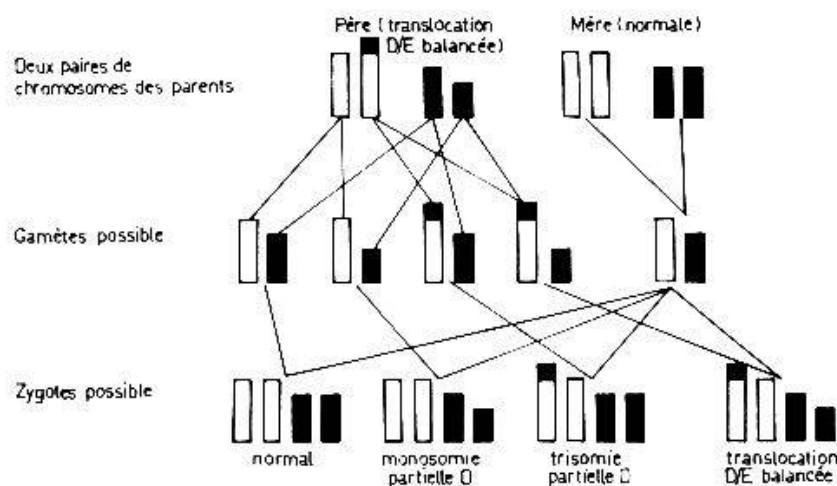 Père (translocation
D/E balancée)
Mère (normale)
Deux paires de
chromosomes des parents
Gamètes possible
Zygotes possible
normal
monosomie
partielle D
trisomie
partielle D
translocation
D/E balancée